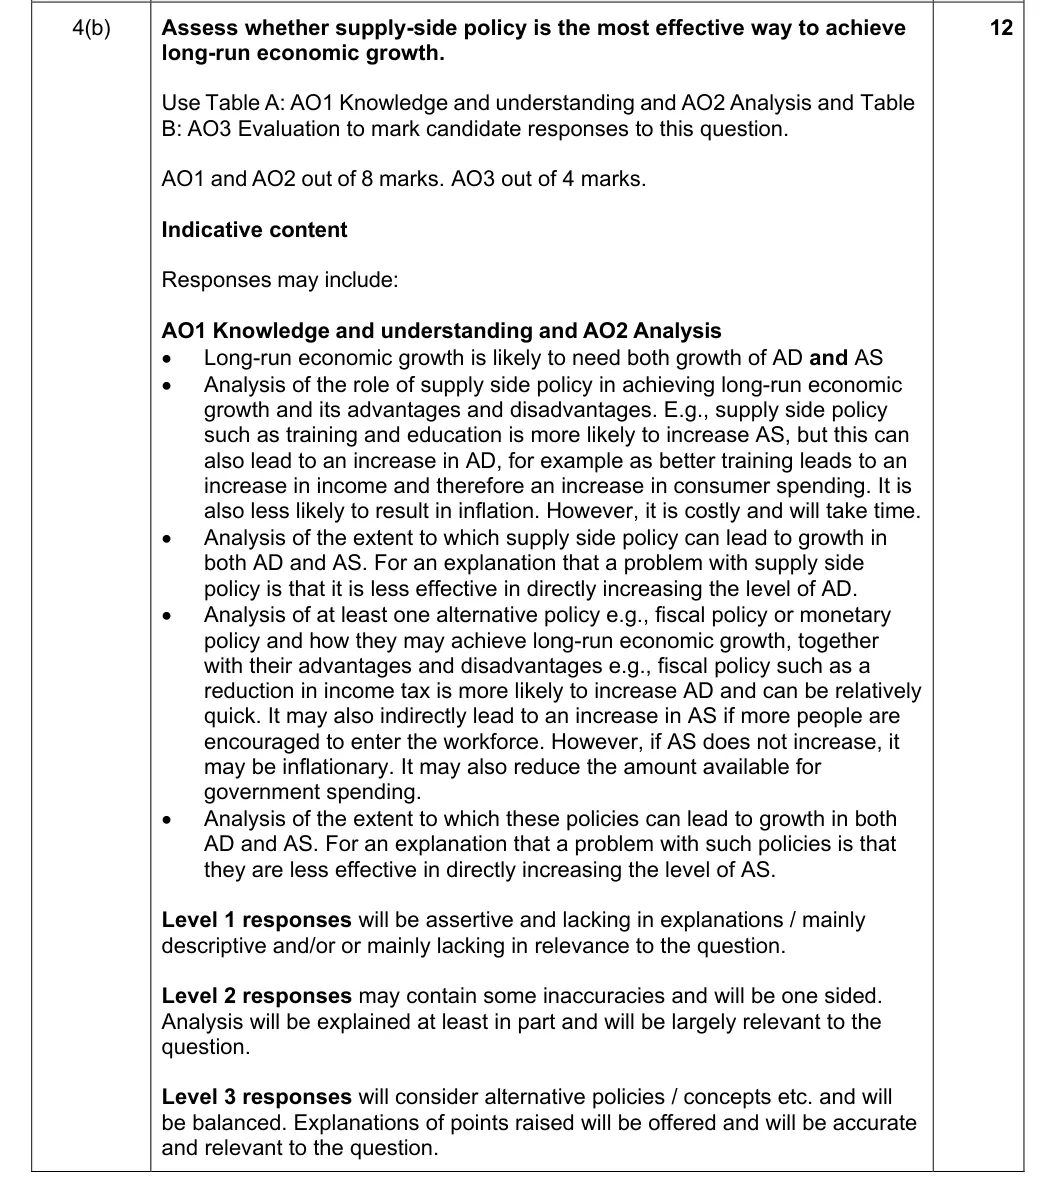 4(b) Assess whether supply-side policy is the most effective way to achieve 12
long-run economic growth.
Use Table A: AO1 Knowledge and understanding and AO2 Analysis and Table
B: AO3 Evaluation to mark candidate responses to this question.
AO1 and AO2 out of 8 marks. AO3 out of 4 marks.
Indicative content
Responses may include:
AO1 Knowledge and understanding and AO2 Analysis
• Long-run economic growth is likely to need both growth of AD and AS
• Analysis of the role of supply side policy in achieving long-run economic
growth and its advantages and disadvantages. E.g., supply side policy
such as training and education is more likely to increase AS, but this can
also lead to an increase in AD, for example as better training leads to an
increase in income and therefore an increase in consumer spending. It is
also less likely to result in inflation. However, it is costly and will take time.
• Analysis of the extent to which supply side policy can lead to growth in
both AD and AS. For an explanation that a problem with supply side
policy is that it is less effective in directly increasing the level of AD.
• Analysis of at least one alternative policy e.g., fiscal policy or monetary
policy and how they may achieve long-run economic growth, together
with their advantages and disadvantages e.g., fiscal policy such as a
reduction in income tax is more likely to increase AD and can be relatively
quick. It may also indirectly lead to an increase in AS if more people are
encouraged to enter the workforce. However, if AS does not increase, it
may be inflationary. It may also reduce the amount available for
government spending.
• Analysis of the extent to which these policies can lead to growth in both
AD and AS. For an explanation that a problem with such policies is that
they are less effective in directly increasing the level of AS.
Level 1 responses will be assertive and lacking in explanations / mainly
descriptive and/or or mainly lacking in relevance to the question.
Level 2 responses may contain some inaccuracies and will be one sided.
Analysis will be explained at least in part and will be largely relevant to the
question.
Level 3 responses will consider alternative policies / concepts etc. and will
be balanced. Explanations of points raised will be offered and will be accurate
and relevant to the question.